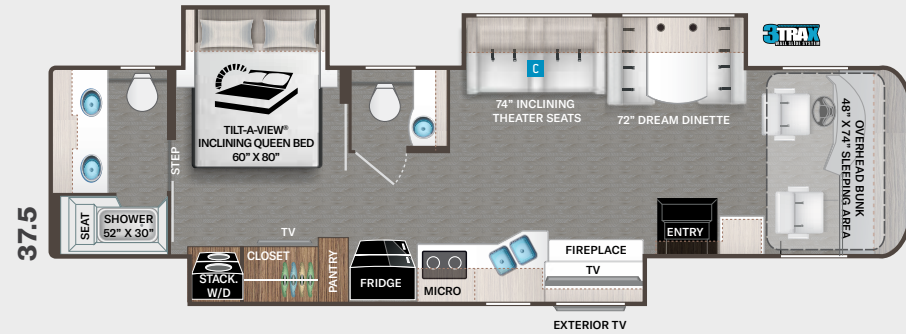 37.5
SEAT
SHOWER
52" X 30"
STEP
TILT-A-VIEW®
INCLINING QUEEN BED
60" X 80"
C
74" INCLINING
THEATER SEATS
72" DREAM DINETTE
3TRAX
OVERHEAD BUNK
48" X 74" SLEEPING AREA
TV
CLOSET
STACK.
W/D
PANTRY
FRIDGE
MICRO
FIREPLACE
TV
ENTRY
EXTERIOR TV